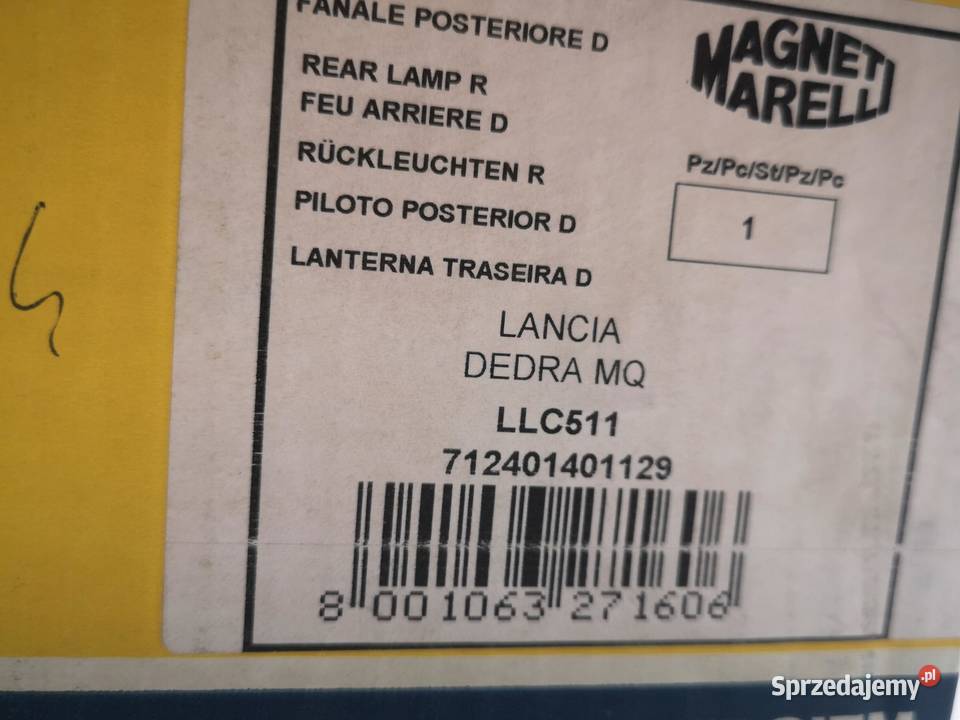 FANALE POSTERIORE D
REAR LAMP R
FEU ARRIERE D
RÜCKLEUCHTEN R
PILOTO POSTERIOR D
LANTERNA TRASEIRA D
MAGNETI
MARELLI
Pz/Pc/St/Pz/Pc
1
LANCIA
DEDRA MQ
LLC511
712401401129
8 001063 271606
Sprzedajemy.pl